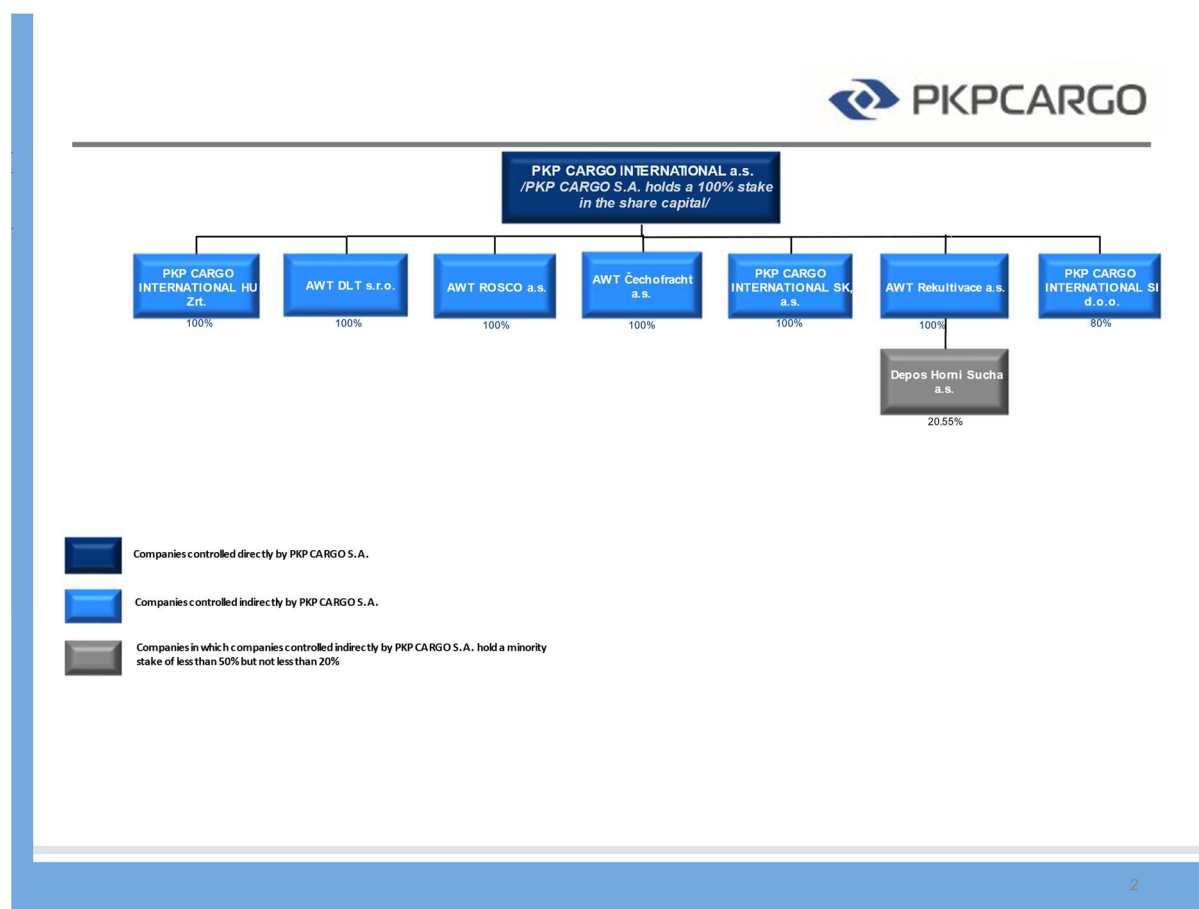 PKPCARGO
PKP CARGO INTERNATIONAL a.s.
/PKP CARGO S.A. holds a 100% stake
in the share capital/
PKP CARGO
INTERNATIONAL HU
Zrt.
100%
AWT DLT s.r.o.
100%
AWT ROSCO a.s.
100%
AWT Čechofracht
a.s.
100%
PKP CARGO
INTERNATIONAL SK,
a.s.
100%
AWT Rekultivace a.s.
100%
PKP CARGO
INTERNATIONAL SI
d.o.o.
80%
Depos Horni Sucha
a.s.
20.55%
Companies controlled directly by PKP CARGO S.A.
Companies controlled indirectly by PKP CARGO S.A.
Companies in which companies controlled indirectly by PKP CARGO S.A. hold a minority
stake of less than 50% but not less than 20%
2